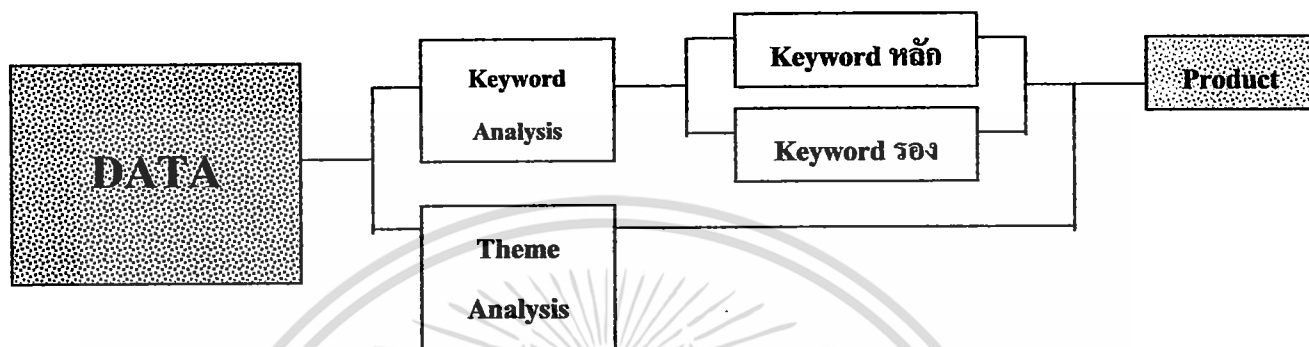 DATA
Keyword
Analysis
Keyword หลัก
Keyword รอง
Product
Theme
Analysis